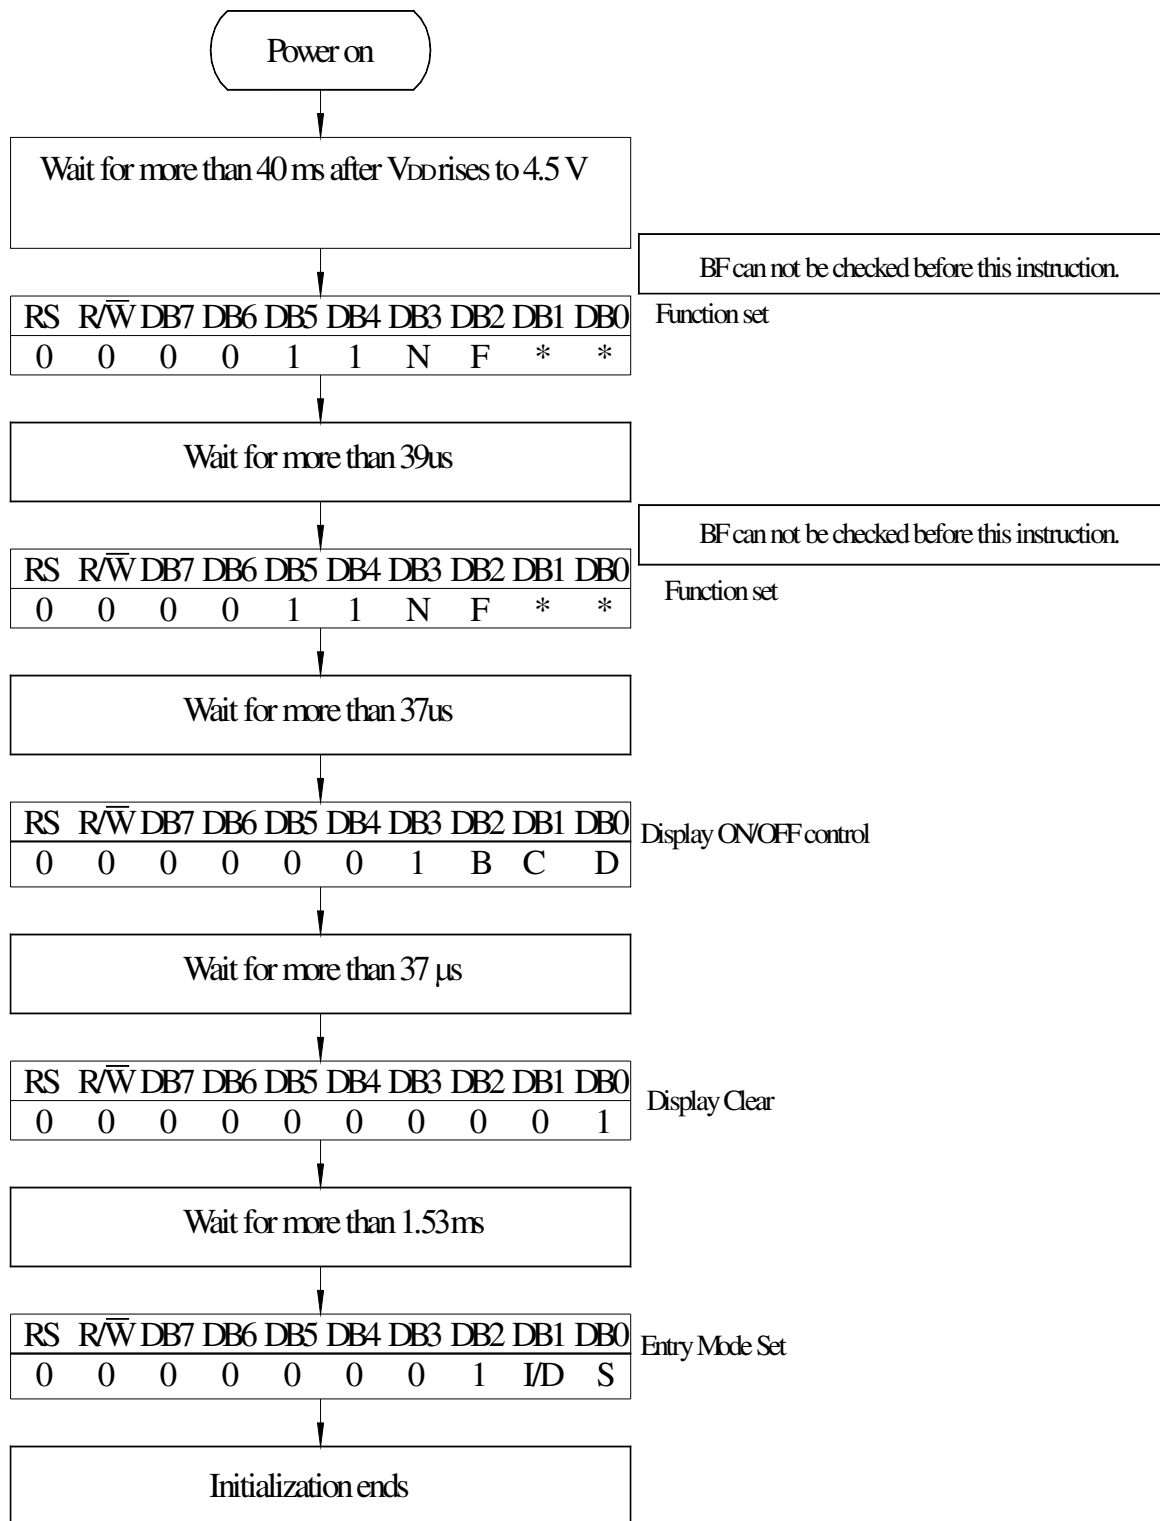 Power on
Wait for more than 40 ms after VDD rises to 4.5 V
BF can not be checked before this instruction.
RS R/W̅ DB7 DB6 DB5 DB4 DB3 DB2 DB1 DB0
Function set
0 0 0 0 1 1 N F * *
Wait for more than 39us
BF can not be checked before this instruction.
RS R/W̅ DB7 DB6 DB5 DB4 DB3 DB2 DB1 DB0
Function set
0 0 0 0 1 1 N F * *
Wait for more than 37us
RS R/W̅ DB7 DB6 DB5 DB4 DB3 DB2 DB1 DB0
Display ON/OFF control
0 0 0 0 0 0 1 B C D
Wait for more than 37 μs
RS R/W̅ DB7 DB6 DB5 DB4 DB3 DB2 DB1 DB0
Display Clear
0 0 0 0 0 0 0 0 0 1
Wait for more than 1.53ms
RS R/W̅ DB7 DB6 DB5 DB4 DB3 DB2 DB1 DB0
Entry Mode Set
0 0 0 0 0 0 0 1 I/D S
Initialization ends